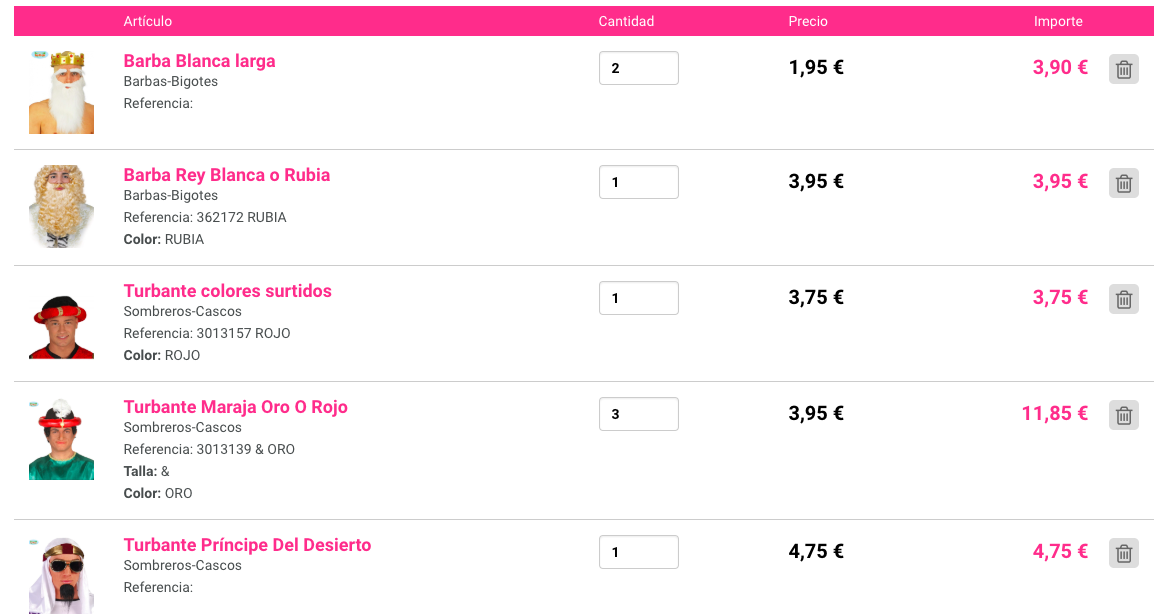 Artículo Cantidad Precio Importe
Barba Blanca larga 2 1,95 € 3,90 €
Barbas-Bigotes
Referencia:
Barba Rey Blanca o Rubia 1 3,95 € 3,95 €
Barbas-Bigotes
Referencia: 362172 RUBIA
Color: RUBIA
Turbante colores surtidos 1 3,75 € 3,75 €
Sombreros-Cascos
Referencia: 3013157 ROJO
Color: ROJO
Turbante Maraja Oro O Rojo 3 3,95 € 11,85 €
Sombreros-Cascos
Referencia: 3013139 & ORO
Talla: &
Color: ORO
Turbante Príncipe Del Desierto 1 4,75 € 4,75 €
Sombreros-Cascos
Referencia: